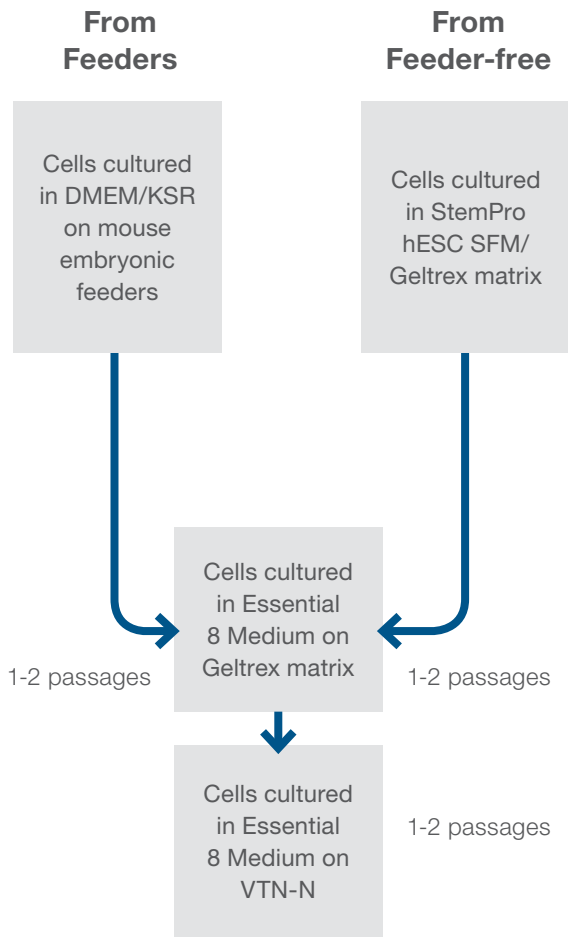 From
Feeders
From
Feeder-free
Cells cultured
in DMEM/KSR
on mouse
embryonic
feeders
Cells cultured
in StemPro
hESC SFM/
Geltrex matrix
Cells cultured
in Essential
8 Medium on
Geltrex matrix
1-2 passages
1-2 passages
Cells cultured
in Essential
8 Medium on
VTN-N
1-2 passages